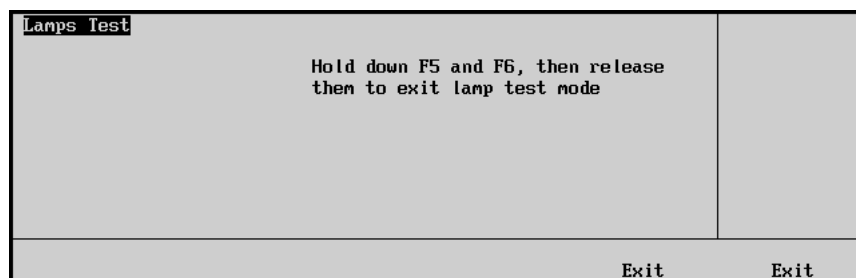 Lamps Test
Hold down F5 and F6, then release
them to exit lamp test mode
Exit Exit